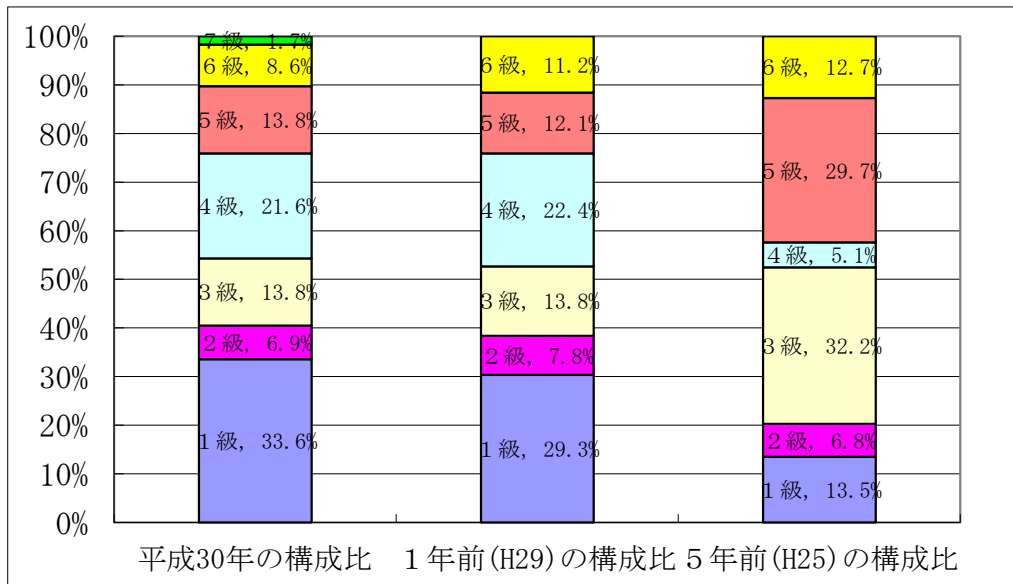 100%
90%
80%
70%
60%
50%
40%
30%
20%
10%
0%
７級, 1.7%
６級, 8.6%
５級, 13.8%
４級, 21.6%
３級, 13.8%
２級, 6.9%
１級, 33.6%
６級, 11.2%
５級, 12.1%
４級, 22.4%
３級, 13.8%
２級, 7.8%
１級, 29.3%
６級, 12.7%
５級, 29.7%
４級, 5.1%
３級, 32.2%
２級, 6.8%
１級, 13.5%
平成30年の構成比
１年前(H29)の構成比
５年前(H25)の構成比